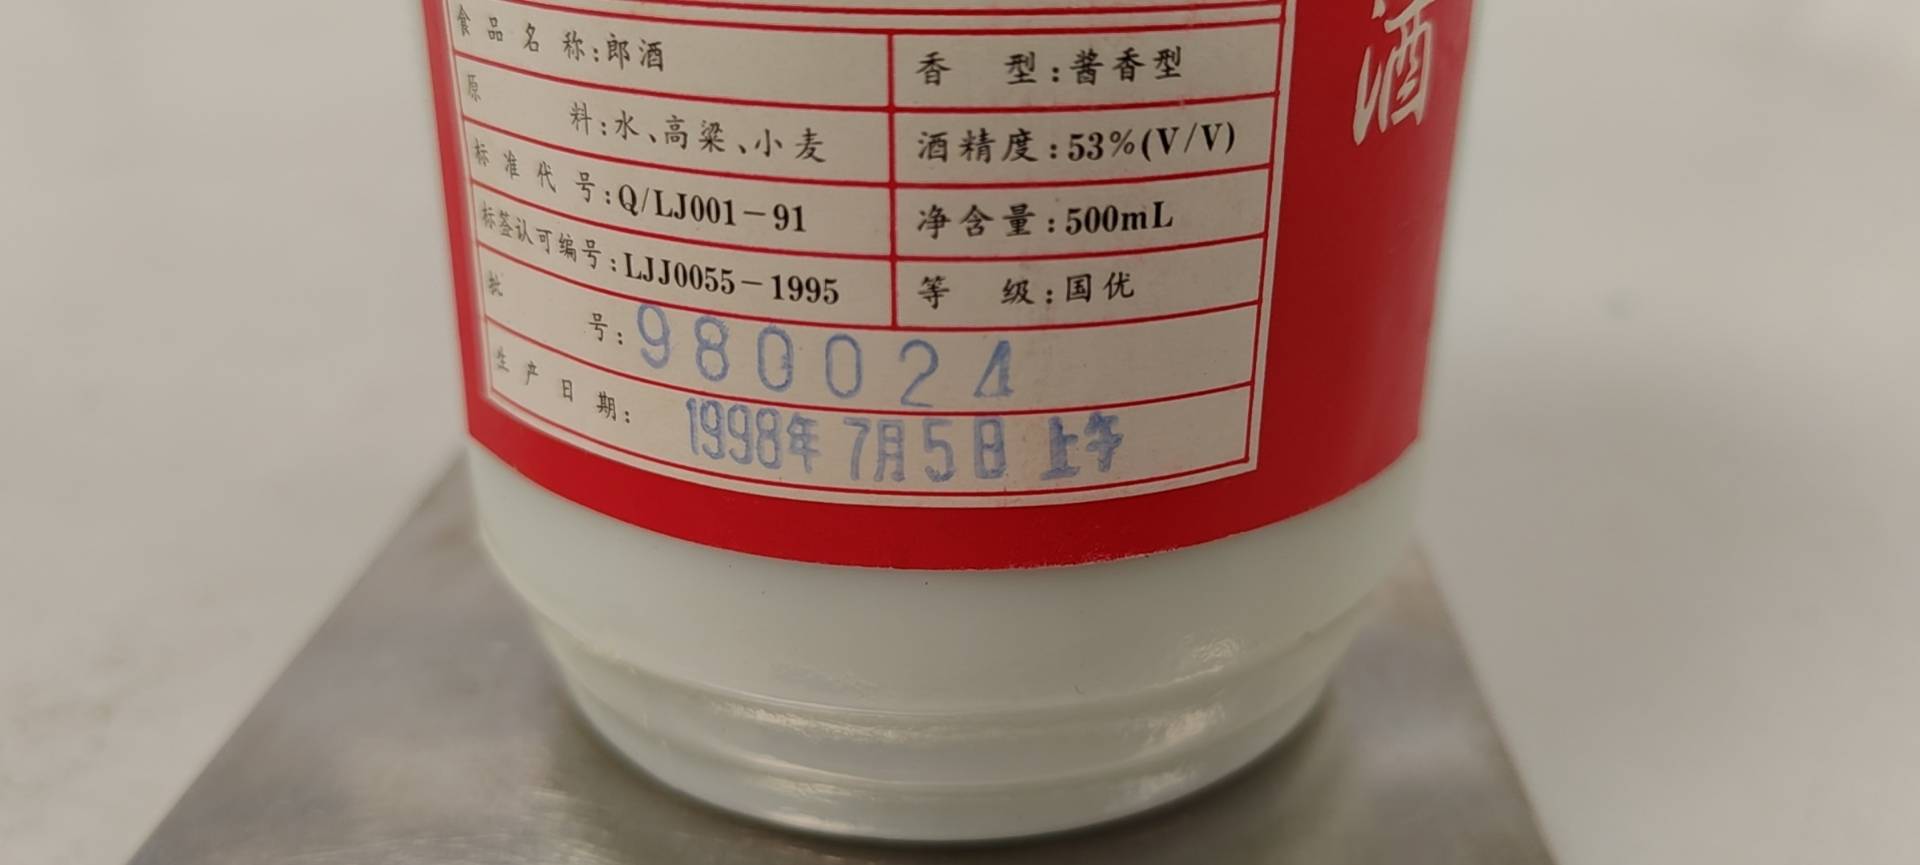 食品名称:郎酒
香型:酱香型
原料:水、高粱、小麦
酒精度:53%(V/V)
标准代号:Q/LJ001-91
净含量:500mL
标签认可编号:LJJ0055-1995
等级:国优
批号:980024
生产日期:1998年7月5日上午
酒